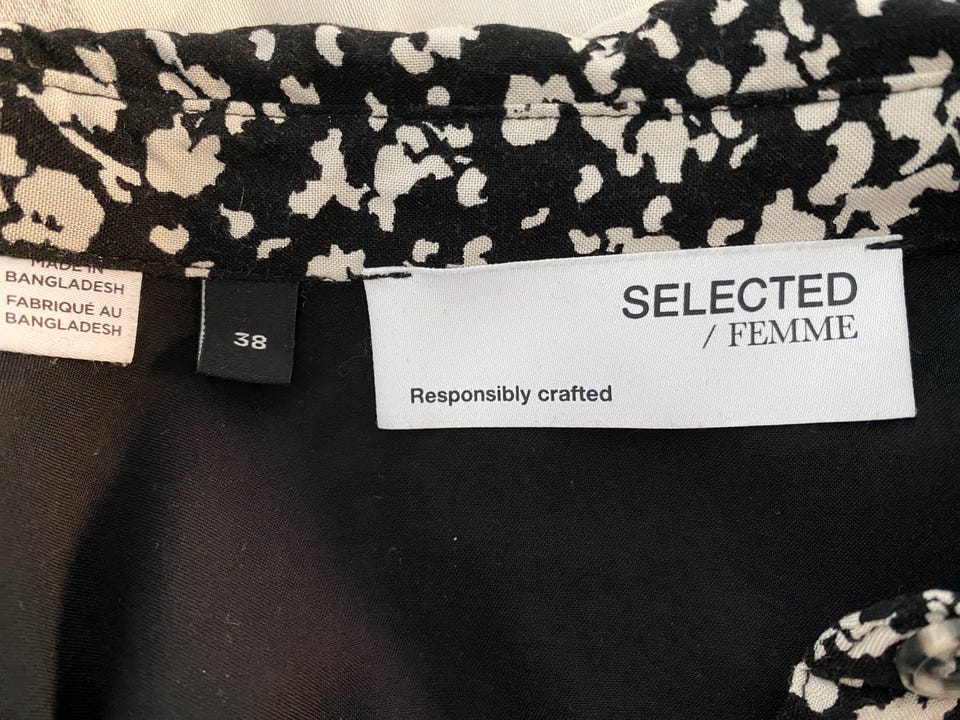 MADE IN
BANGLADESH
FABRIQUÉ AU
BANGLADESH
38
SELECTED
/ FEMME
Responsibly crafted